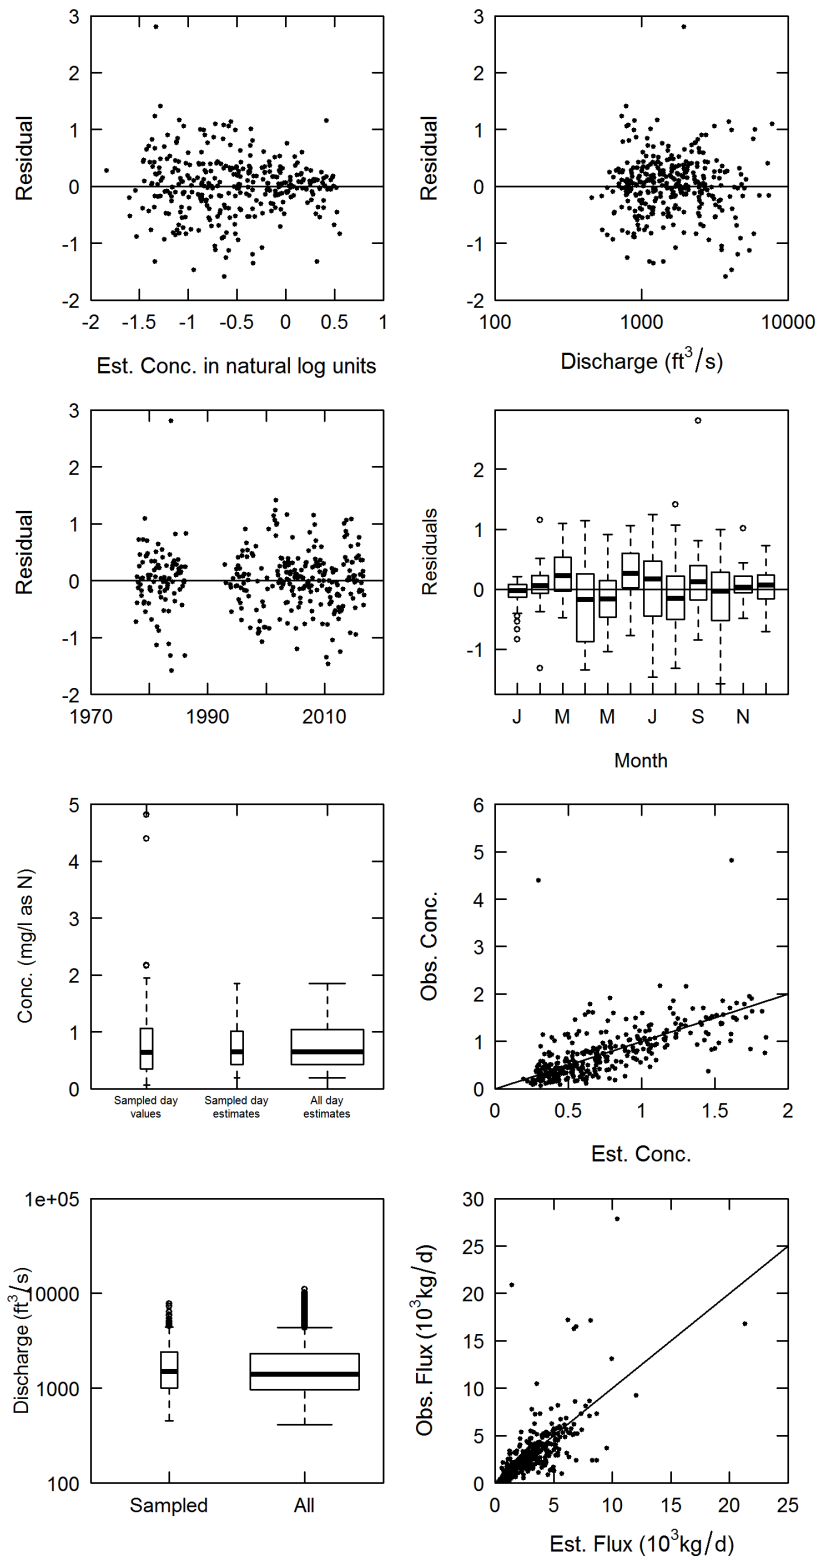 3
2
1
0
-1
-2
Residual
-2 -1.5 -1 -0.5 0 0.5 1
Est. Conc. in natural log units
3
2
1
0
-1
-2
Residual
100 1000 10000
Discharge (ft³/s)
3
2
1
0
-1
-2
Residual
1970 1990 2010
2
1
0
-1
Residuals
J M M J S N
Month
5
4
3
2
1
0
Conc. (mg/l as N)
Sampled day values
Sampled day estimates
All day estimates
6
5
4
3
2
1
0
Obs. Conc.
0 0.5 1 1.5 2
Est. Conc.
1e+05
10000
1000
100
Discharge (ft³/s)
Sampled All
30
25
20
15
10
5
0
Obs. Flux (10³kg/d)
0 5 10 15 20 25
Est. Flux (10³kg/d)